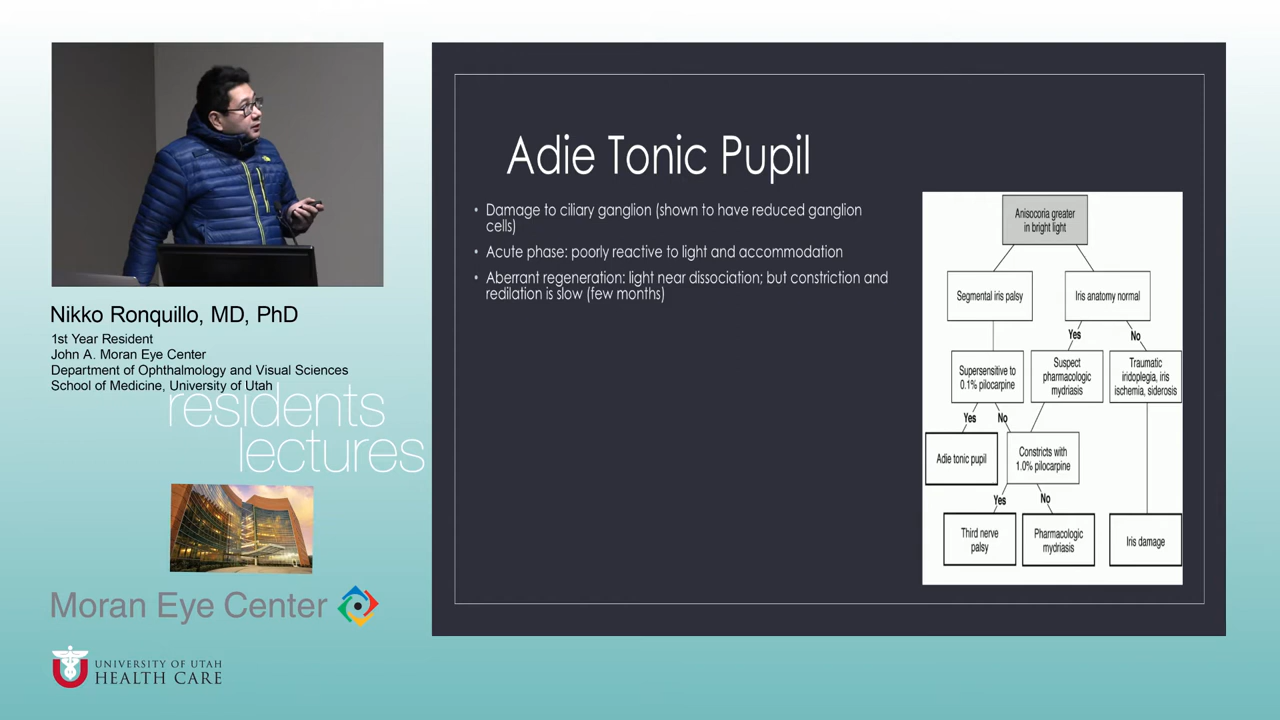 Nikko Ronquillo, MD, PhD
1st Year Resident
John A. Moran Eye Center
Department of Ophthalmology and Visual Sciences
School of Medicine, University of Utah
residents
lectures
Moran Eye Center
UNIVERSITY OF UTAH
HEALTH CARE
Adie Tonic Pupil
• Damage to ciliary ganglion (shown to have reduced ganglion
cells)
• Acute phase: poorly reactive to light and accommodation
• Aberrant regeneration: light near dissociation; but constriction and
redilation is slow (few months)
Anisocoria greater
in bright light
Segmental iris palsy
Iris anatomy normal
Yes
No
Supersensitive to
0.1% pilocarpine
Suspect
pharmacologic
mydriasis
Traumatic
iridoplegia, iris
ischemia, siderosis
Yes
No
Adie tonic pupil
Constricts with
1.0% pilocarpine
Yes
No
Third nerve
palsy
Pharmacologic
mydriasis
Iris damage